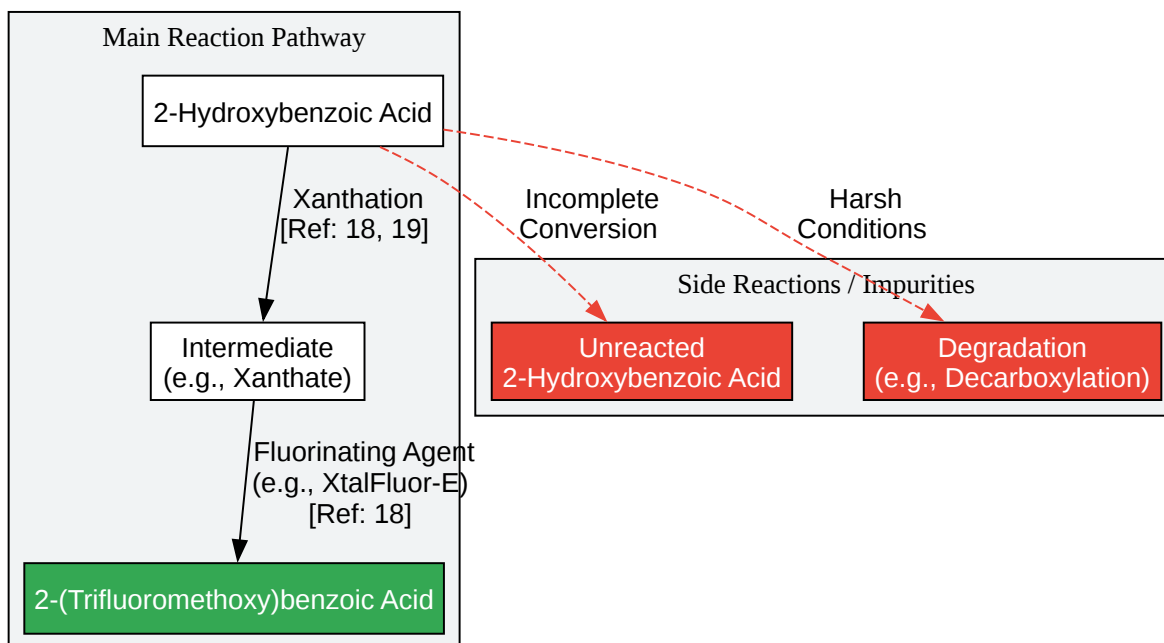 Main Reaction Pathway
2-Hydroxybenzoic Acid
Xanthation
[Ref: 18, 19]
Incomplete
Conversion
Harsh
Conditions
Side Reactions / Impurities
Intermediate
(e.g., Xanthate)
Unreacted
2-Hydroxybenzoic Acid
Degradation
(e.g., Decarboxylation)
Fluorinating Agent
(e.g., XtalFluor-E)
[Ref: 18]
2-(Trifluoromethoxy)benzoic Acid